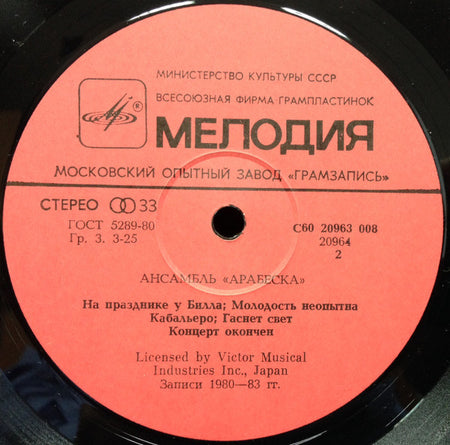 МИНИСТЕРСТВО КУЛЬТУРЫ СССР
ВСЕСОЮЗНАЯ ФИРМА ГРАМПЛАСТИНОК
®
МЕЛОДИЯ
МОСКОВСКИЙ ОПЫТНЫЙ ЗАВОД «ГРАМЗАПИСЬ»
СТЕРЕО 33
ГОСТ 5289-80
Гр. 3. 3-25
С60 20963 008
20964
2
АНСАМБЛЬ «АРАБЕСКА»
На празднике у Билла; Молодость неопытна
Кабальеро; Гаснет свет
Концерт окончен
Licensed by Victor Musical
Industries Inc., Japan
Записи 1980—83 гг.